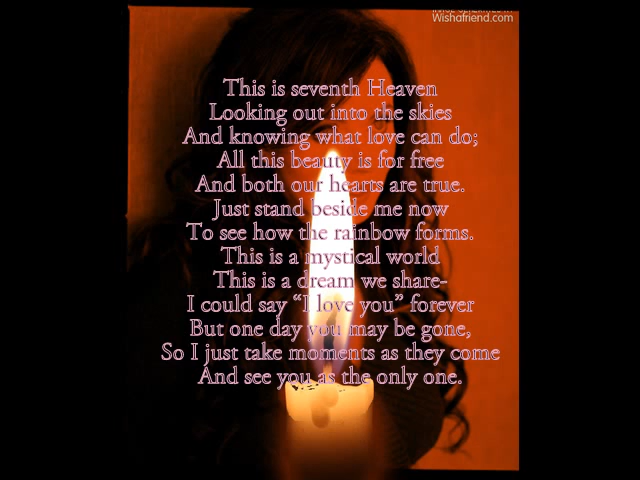 Wishafriend.com
This is seventh Heaven
Looking out into the skies
And knowing what love can do;
All this beauty is for free
And both our hearts are true.
Just stand beside me now
To see how the rainbow forms.
This is a mystical world
This is a dream we share-
I could say “I love you” forever
But one day you may be gone,
So I just take moments as they come
And see you as the only one.